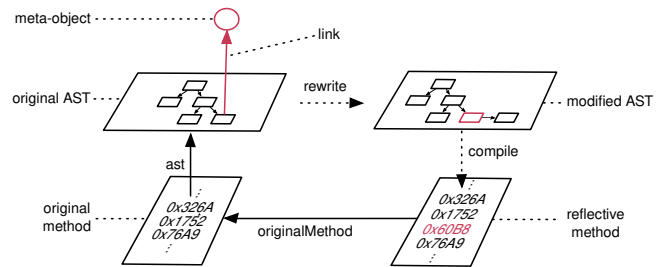 meta-object
link
original AST
rewrite
modified AST
ast
compile
original
method
0x326A
0x1752
0x76A9
originalMethod
0x326A
0x1752
0x60B8
0x76A9
reflective
method